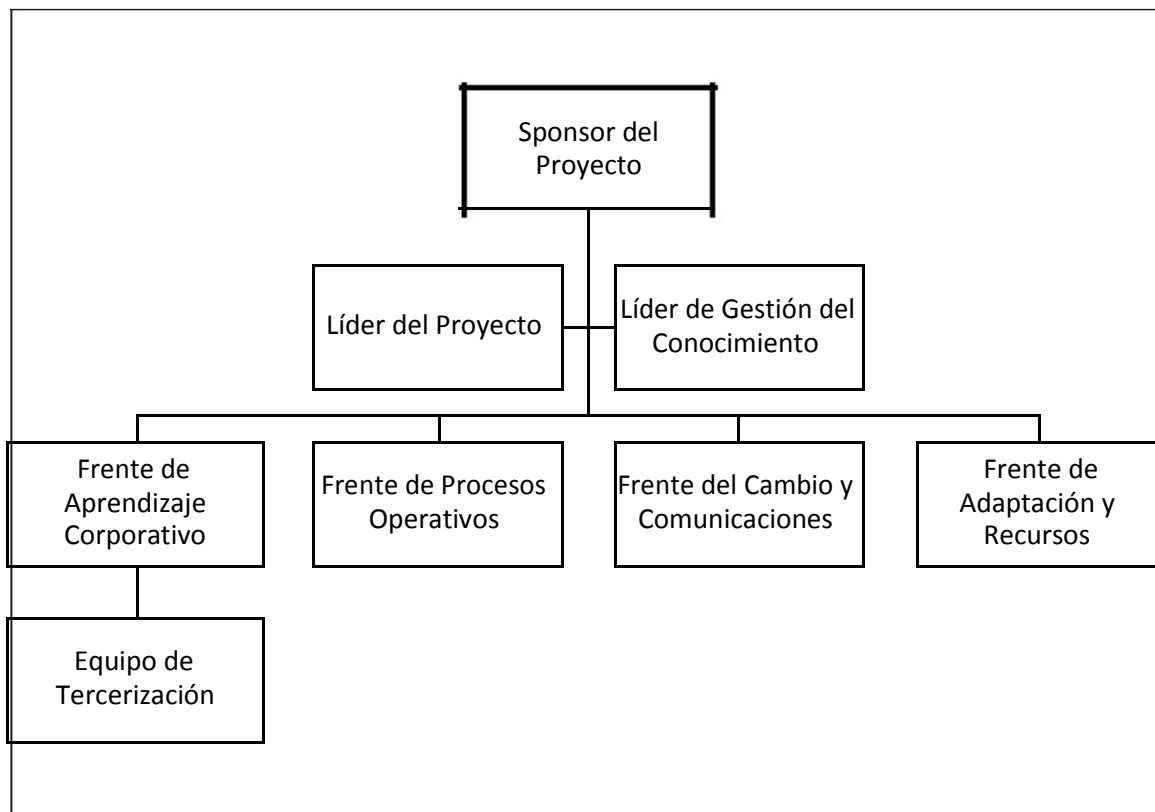 Sponsor del
Proyecto
Líder del Proyecto
Líder de Gestión del
Conocimiento
Frente de
Aprendizaje
Corporativo
Frente de Procesos
Operativos
Frente del Cambio y
Comunicaciones
Frente de
Adaptación y
Recursos
Equipo de
Tercerización